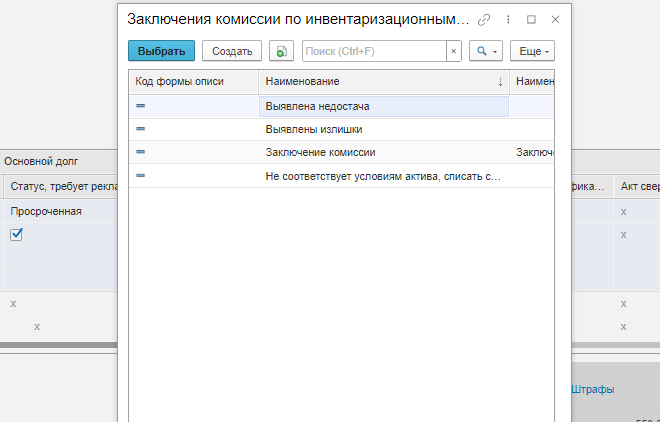 Заключения комиссии по инвентаризационным...
Выбрать
Создать
Поиск (Ctrl+F)
×
Еще
Код формы описи
Наименование
↓
Наимен
Выявлена недостача
Выявлены излишки
Заключение комиссии
Заключе
Не соответствует условиям актива, списать с...
Основной долг
Статус, требует рекла
фика...
Акт свер
Просроченная
x
x
x
x
x
x
Штрафы